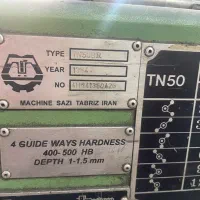 TYPE
YEAR
NO
MACHINE SAZI TABRIZ IRAN
TN50
4 GUIDE WAYS HARDNESS
400-500 HB
DEPTH 1-1.5 mm